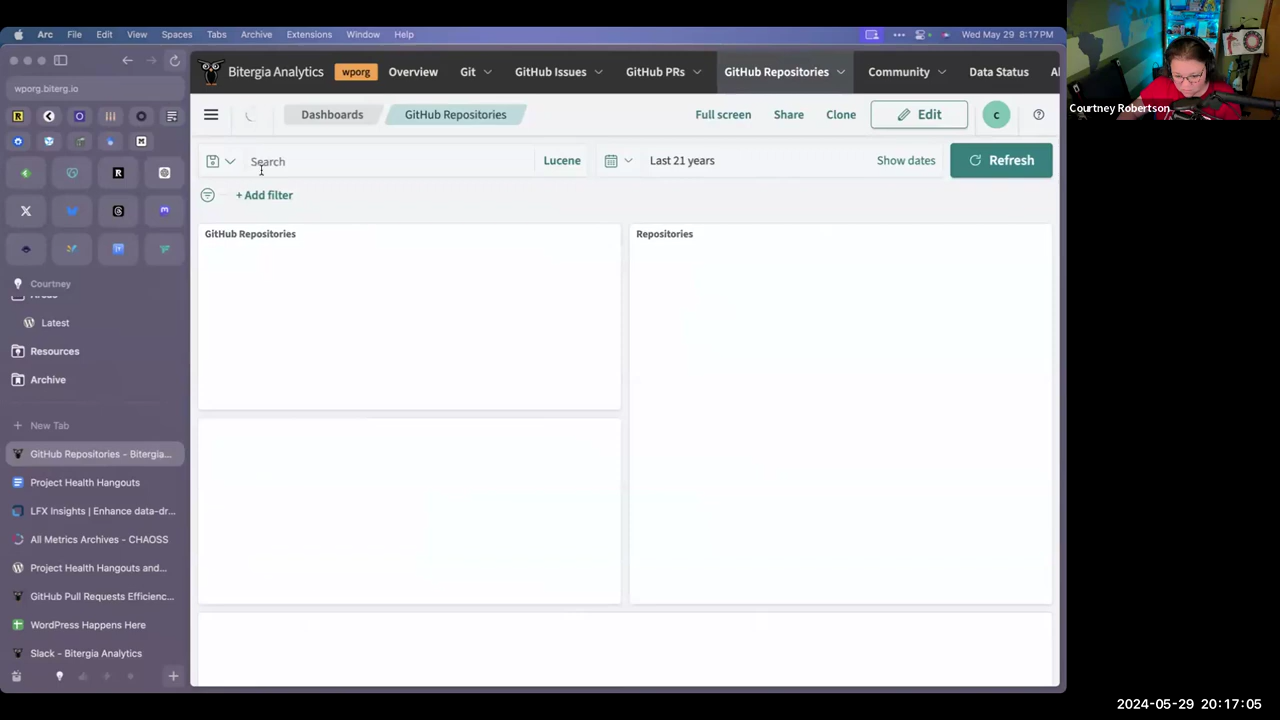 Arc File Edit View Spaces Tabs Archive Extensions Window Help Wed May 29 8:17 PM
wporg.biterg.io
Courtney
Latest
Resources
Archive
+ New Tab
GitHub Repositories - Bitergia...
Project Health Hangouts
LFX Insights | Enhance data-dr...
All Metrics Archives - CHAOSS
Project Health Hangouts and...
GitHub Pull Requests Efficienc...
WordPress Happens Here
Slack - Bitergia Analytics
Bitergia Analytics wporg Overview Git GitHub Issues GitHub PRs GitHub Repositories Community Data Status
Dashboards GitHub Repositories Full screen Share Clone Edit c
Search Lucene Last 21 years Show dates Refresh
+ Add filter
GitHub Repositories
Repositories
Courtney Robertson
2024-05-29 20:17:05